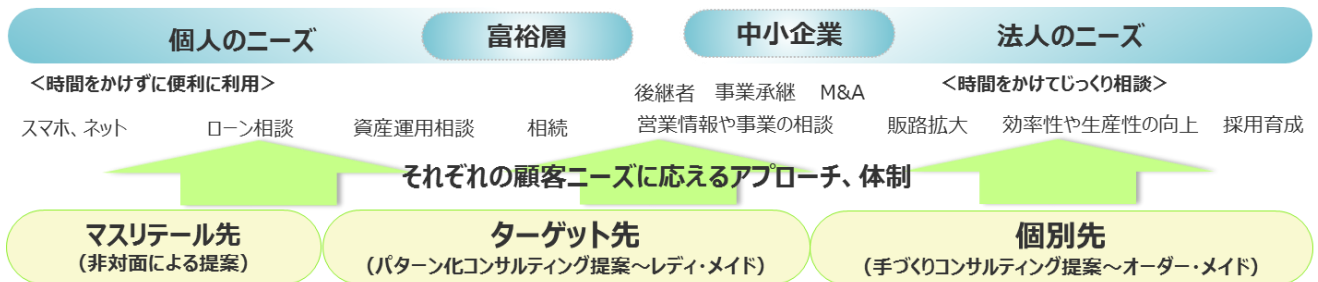 個人のニーズ
富裕層
中小企業
法人のニーズ
＜時間をかけずに便利に利用＞
＜時間をかけてじっくり相談＞
後継者 事業承継 M&A
スマホ、ネット ローン相談 資産運用相談 相続 営業情報や事業の相談 販路拡大 効率性や生産性の向上 採用育成
それぞれの顧客ニーズに応えるアプローチ、体制
マスリテール先
（非対面による提案）
ターゲット先
（パターン化コンサルティング提案～レディ・メイド）
個別先
（手づくりコンサルティング提案～オーダー・メイド）